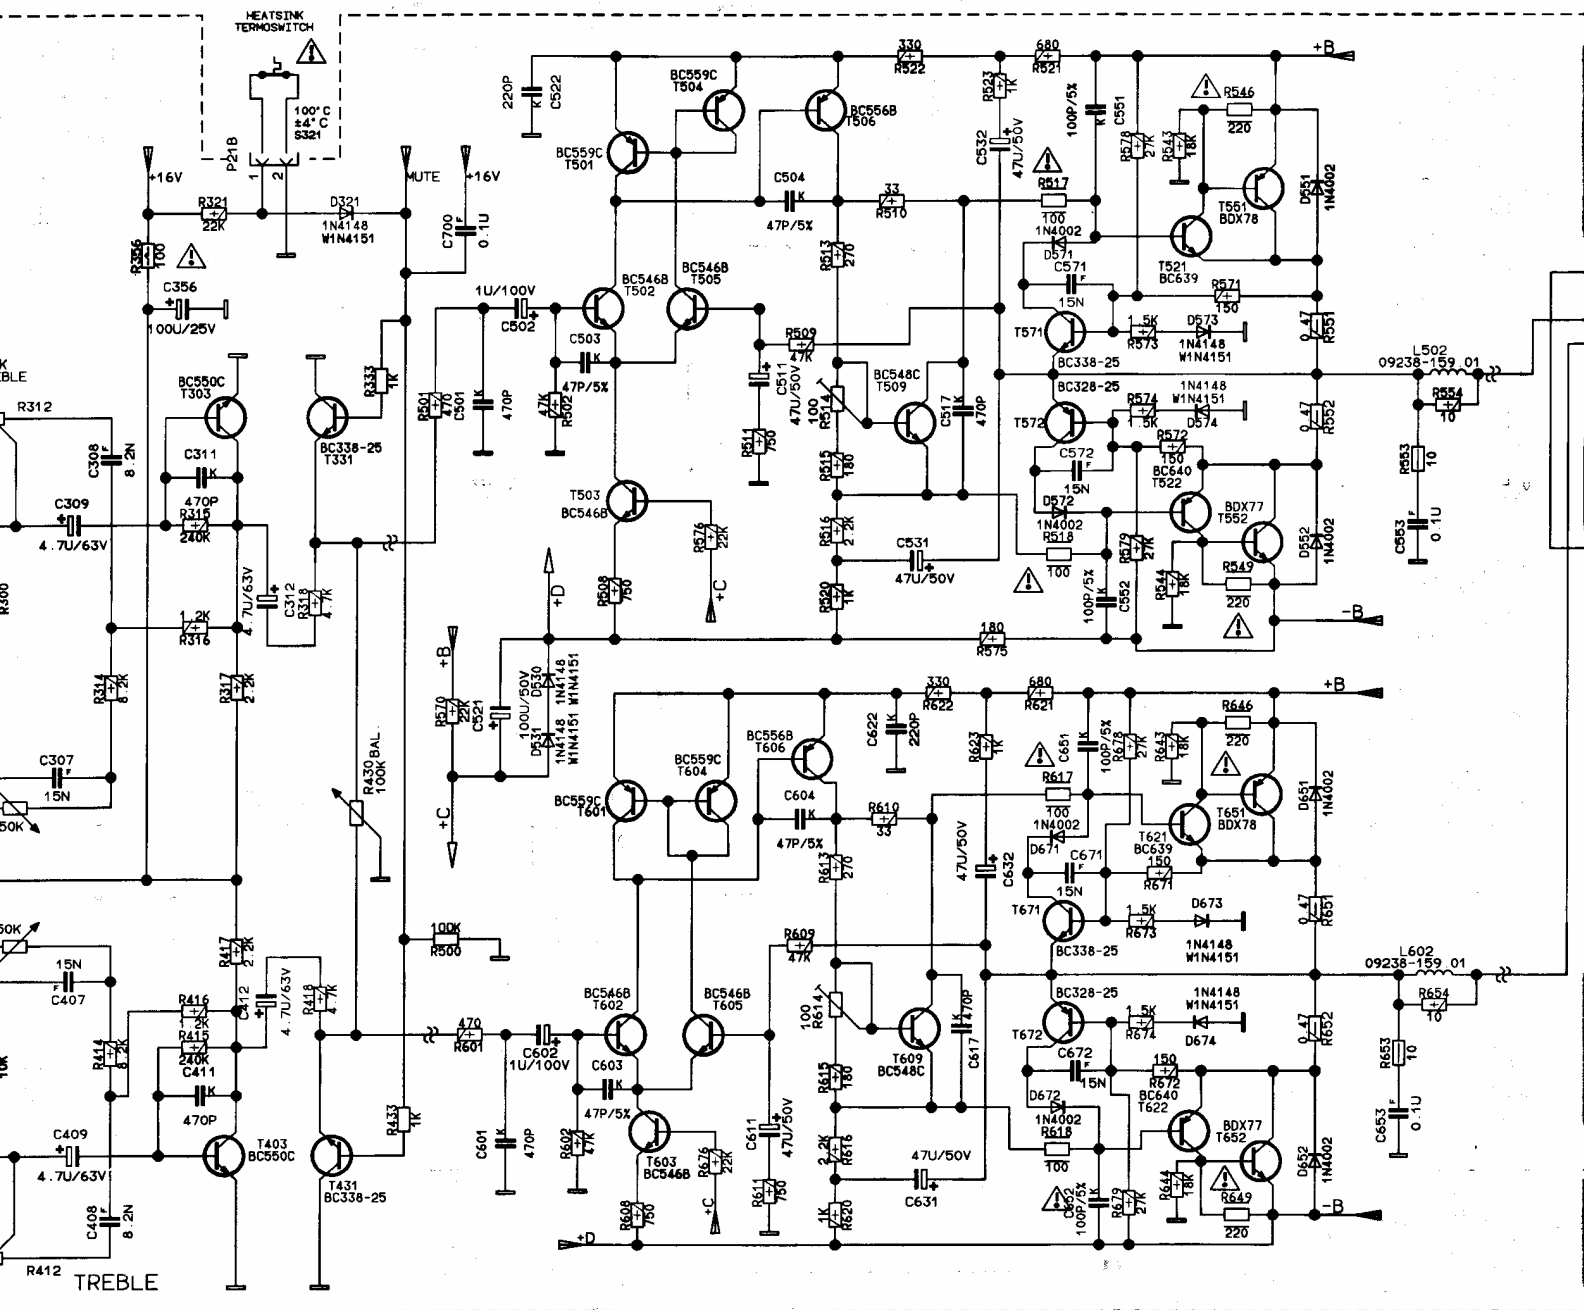 HEATSINK
TERMOSWITCH
100°C
±4°C
S321
P21B
1
2
+16V
MUTE
+16V
R321
22K
D321
1N4148
W1N4151
C700
0.1U
R356
100
C356
100U/25V
BC550C
T303
R333
1K
BC338-25
T331
R312
C308
8.2N
C311
470P
R315
240K
C309
4.7U/63V
R300
4.7U/63V
C312
R318
4.7K
1.2K
R316
R314
8.2K
R317
2.2K
C307
15N
50K
R430 BAL
100K
220P
C522
BC559C
T504
BC559C
T501
BC556B
T506
330
R522
R523
1K
680
R521
+B
C532
47U/50V
100P/5%
C551
R578
27K
R543
18K
R546
220
T551
BDX78
D551
1N4002
C504
47P/5%
33
R510
R517
100
1N4002
D571
T521
BC639
R513
270
BC546B
T502
BC546B
T505
1U/100V
C502
C503
47P/5%
R501
470
C501
470P
47K
R502
R509
47K
C511
47U/50V
R511
750
C571
15N
T571
BC338-25
1.5K
R573
D573
1N4148
W1N4151
R571
150
0.47
R551
100
R514
BC548C
T509
C517
470P
BC328-25
T572
1N4148
W1N4151
R574
1.5K
D574
R572
150
BC640
T522
0.47
R552
L502
09238-159.01
R554
10
R553
10
C553
0.1U
C572
15N
R515
180
D572
1N4002
R518
100
BDX77
T552
D552
1N4002
T503
BC546B
R576
22K
+C
R508
750
+D
R516
2.2K
C531
47U/50V
R520
1K
100P/5%
C552
R579
27K
R544
18K
R549
220
-B
180
R575
+B
R570
22K
C521
100U/50V
D530
1N4148
W1N4151
D531
1N4148
W1N4151
+C
330
R622
680
R621
+B
BC556B
T606
C622
220P
R623
1K
C651
100P/5%
R678
27K
R643
18K
R646
220
BC559C
T604
BC559C
T601
C604
47P/5%
R610
33
R617
100
1N4002
D671
T621
BC639
T651
BDX78
D651
1N4002
R613
270
47U/50V
C632
C671
15N
150
R671
T671
BC338-25
1.5K
R673
D673
1N4148
W1N4151
0.47
R651
R609
47K
100K
R500
50K
15N
C407
R417
2.2K
R416
1.2K
R415
240K
C411
470P
C412
4.7U/63V
R418
4.7K
R414
8.2K
10K
C409
4.7U/63V
C408
8.2N
R412
T403
BC550C
T431
BC338-25
R433
1K
TREBLE
470
R601
C602
1U/100V
BC546B
T602
BC546B
T605
C603
47P/5%
C601
470P
R602
47K
T603
BC546B
R676
22K
+C
R608
750
+D
C611
47U/50V
R611
750
100
R614
T609
BC548C
470P
C617
R615
180
2.2K
R616
1K
R620
47U/50V
C631
BC328-25
T672
1.5K
R674
1N4148
W1N4151
D674
C672
15N
150
R672
BC640
T622
D672
1N4002
R618
100
0.47
R652
L602
09238-159.01
R654
10
R653
10
C653
0.1U
BDX77
T652
D652
1N4002
C652
100P/5%
R679
27K
R644
18K
R649
220
-B